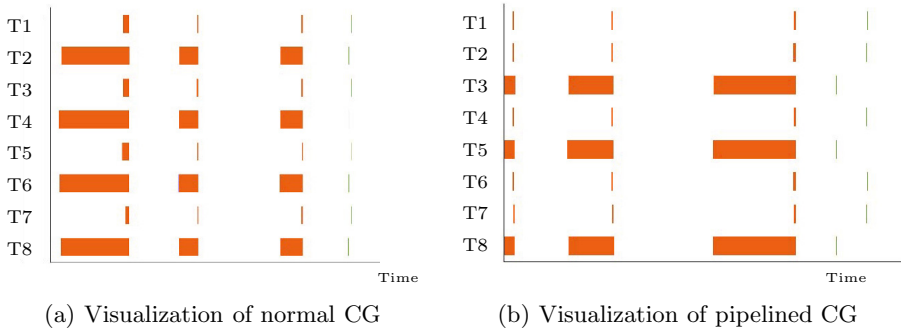 T1
T2
T3
T4
T5
T6
T7
T8
Time
(a) Visualization of normal CG
T1
T2
T3
T4
T5
T6
T7
T8
Time
(b) Visualization of pipelined CG